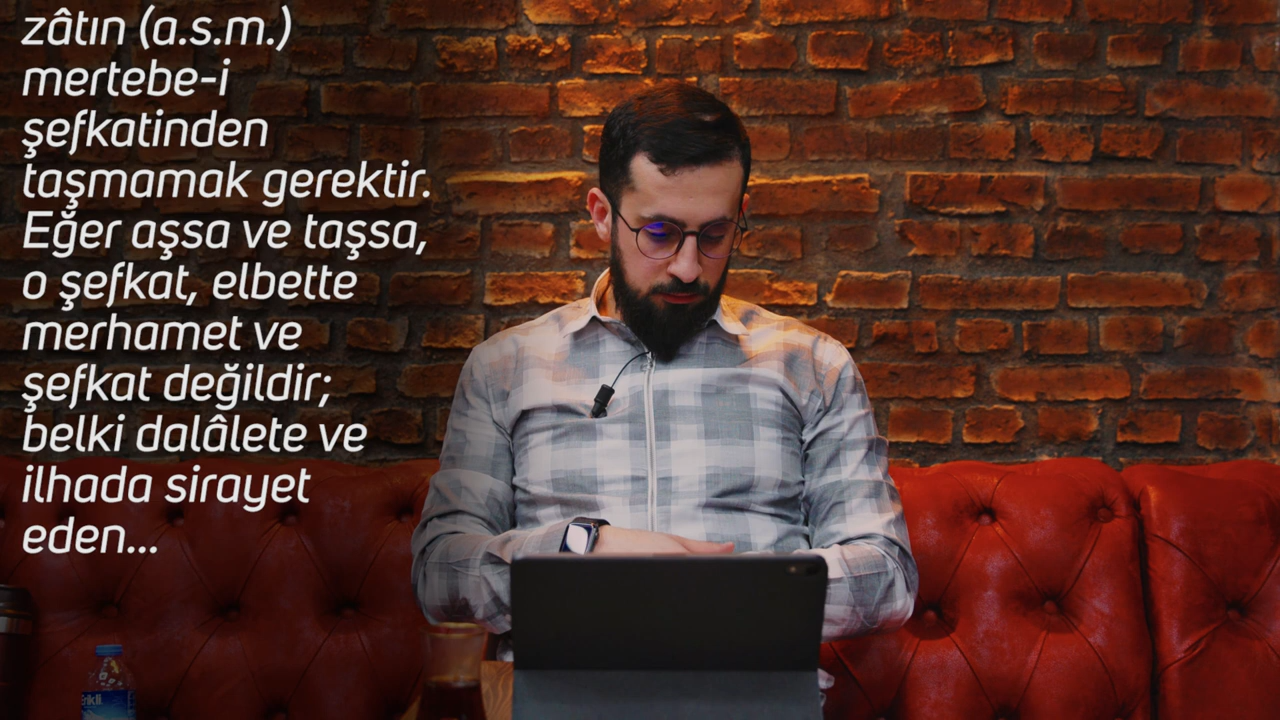 zâtın (a.s.m.)
mertebe-i
şefkatinden
taşmamak gerektir.
Eğer aşsa ve taşsa,
o şefkat, elbette
merhamet ve
şefkat değildir;
belki dalâlete ve
ilhada sirayet
eden...
erikli